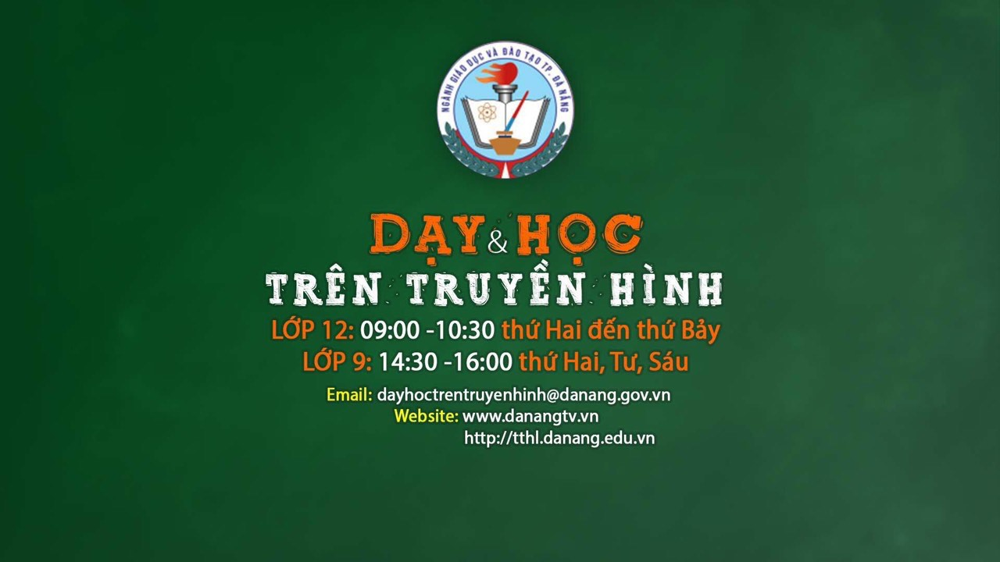 NGÀNH GIÁO DỤC VÀ ĐÀO TẠO TP. ĐÀ NẴNG
DẠY & HỌC
TRÊN TRUYỀN HÌNH
LỚP 12: 09:00 -10:30 thứ Hai đến thứ Bảy
LỚP 9: 14:30 -16:00 thứ Hai, Tư, Sáu
Email: dayhoctrentruyenhinh@danang.gov.vn
Website: www.danangtv.vn
http://tthl.danang.edu.vn